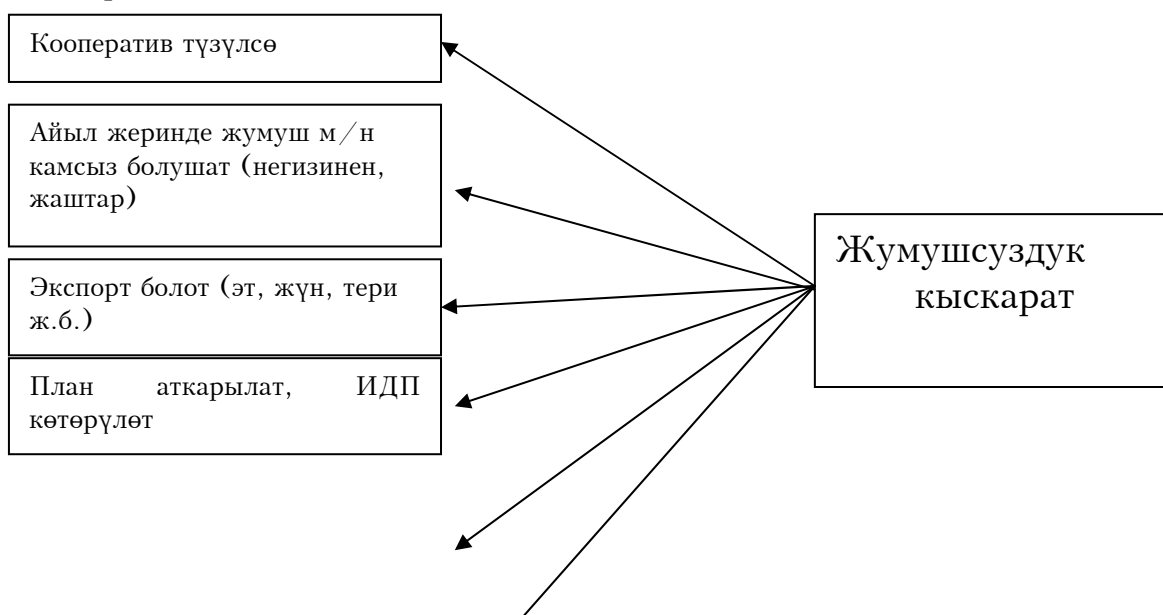 Кооператив түзүлсө
Айыл жеринде жумуш м/н
камсыз болушат (негизинен,
жаштар)
Экспорт болот (эт, жүн, тери
ж.б.)
План аткарылат, ИДП
көтөрүлөт
Жумушсуздук
кыскарат